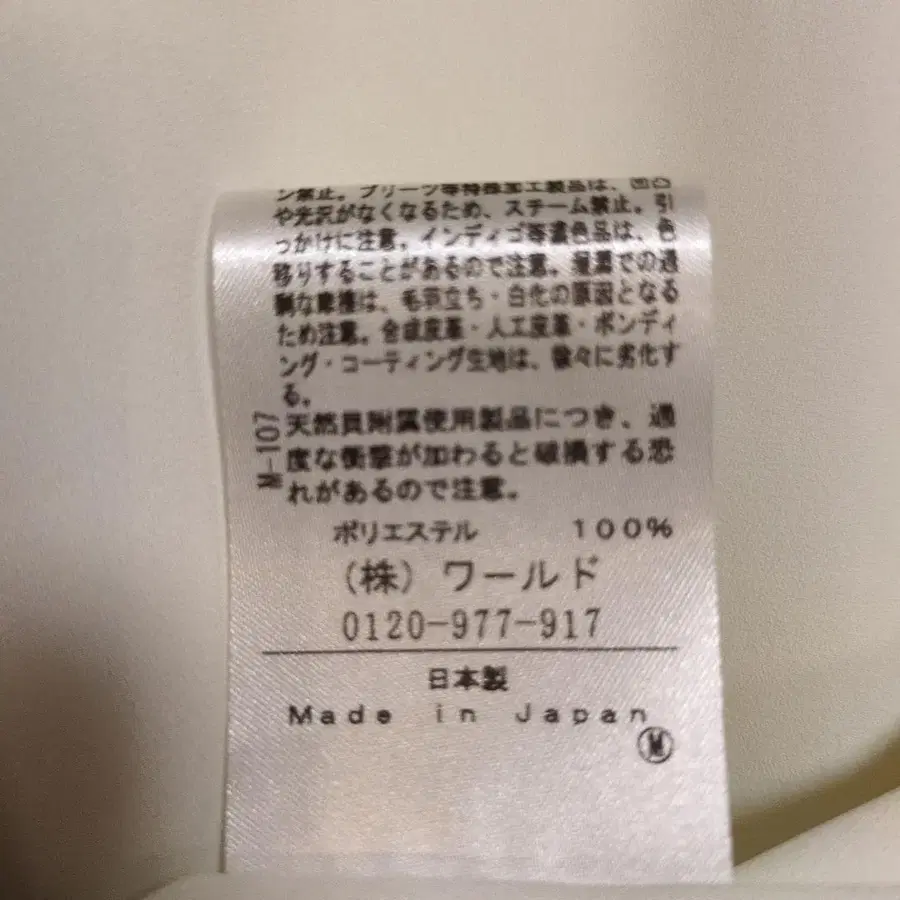 ン禁止。プリーツ等特殊加工製品は、凹凸
や光沢がなくなるため、スチーム禁止。引
っかけに注意。インディゴ等濃色品は、色
移りすることがあるので注意。湿潤での過
剰な摩擦は、毛羽立ち・白化の原因となる
ため注意。合成皮革・人工皮革・ボンディ
ング・コーティング生地は、徐々に劣化す
る。
天然貝附属使用製品につき、過
度な衝撃が加わると破損する恐
れがあるので注意。
M-107
ポリエステル 100%
(株) ワールド
0120-977-917
日本製
Made in Japan
M